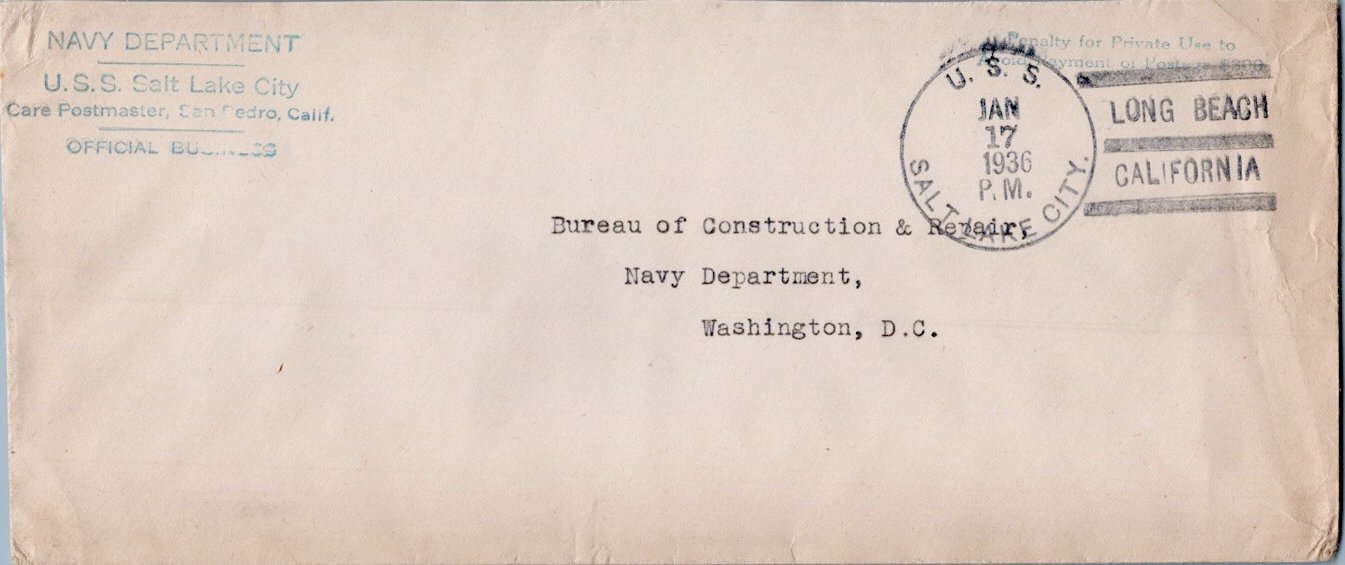 NAVY DEPARTMENT
U.S.S. Salt Lake City
Care Postmaster, San Pedro, Calif.
OFFICIAL BUSINESS
Penalty for Private Use to
Avoid Payment of Postage $300
U. S. S.
JAN
17
1936
P.M.
SALT LAKE CITY.
LONG BEACH
CALIFORNIA
Bureau of Construction & Repair,
Navy Department,
Washington, D.C.